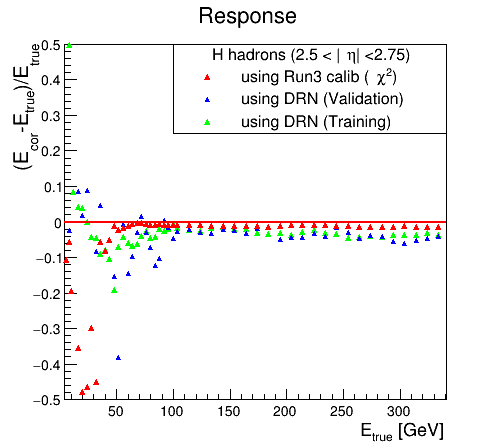 Response
(E_cor - E_true)/E_true
H hadrons (2.5 < | η| <2.75)
using Run3 calib ( χ²)
using DRN (Validation)
using DRN (Training)
0.5
0.4
0.3
0.2
0.1
0
−0.1
−0.2
−0.3
−0.4
−0.5
50 100 150 200 250 300
E_true [GeV]